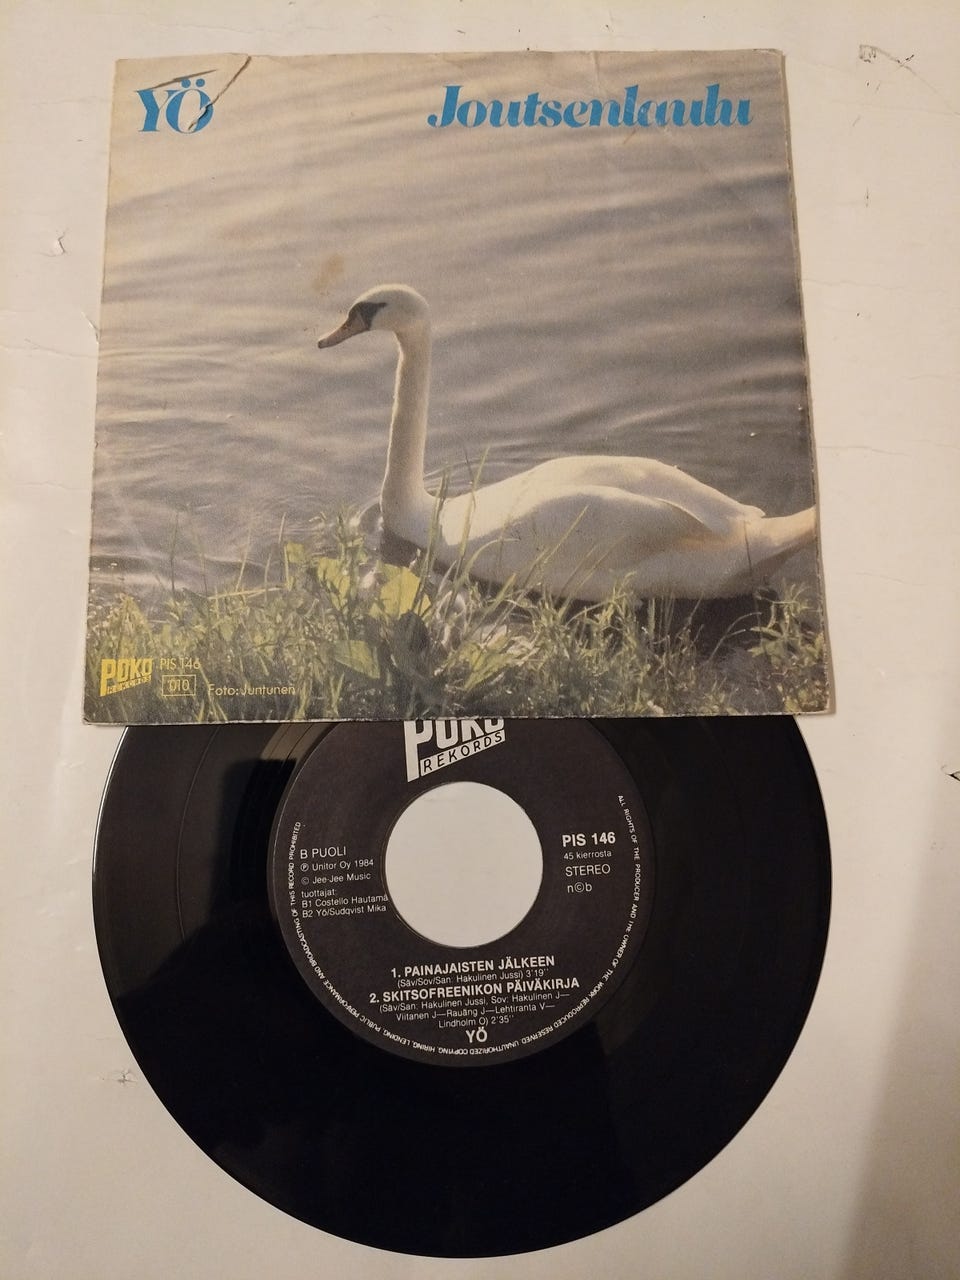 YÖ
Joutsenlaulu
POKO
REKORDS
PIS 146
010
Foto: Juntunen
POKO
REKORDS
B PUOLI
Ⓟ Unitor Oy 1984
© Jee-Jee Music
tuottajat:
B1 Costello Hautamä
B2 Yö/Sudqvist Mika
PIS 146
45 kierrosta
STEREO
n©b
1. PAINAJAISTEN JÄLKEEN
(Säv/Sov/San: Hakulinen Jussi) 3'19"
2. SKITSOFREENIKON PÄIVÄKIRJA
(Säv/San: Hakulinen Jussi, Sov: Hakulinen J—
Viitanen J—Rauäng J—Lehtiranta V—
Lindholm O) 2'35"
YÖ
ALL RIGHTS OF THE PRODUCER AND THE OWNER OF THE WORK REPRODUCED RESERVED. UNAUTHORIZED COPYING, HIRING, LENDING, PUBLIC PERFORMANCE AND BROADCASTING OF THIS RECORD PROHIBITED